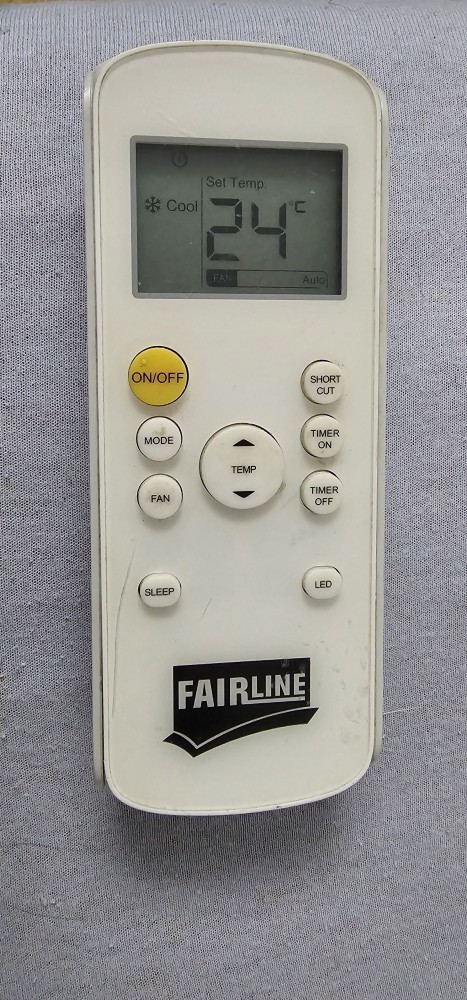 Set Temp.
Cool
24°C
FAN
Auto
ON/OFF
SHORT
CUT
MODE
TIMER
ON
TEMP
FAN
TIMER
OFF
SLEEP
LED
FAIRLINE